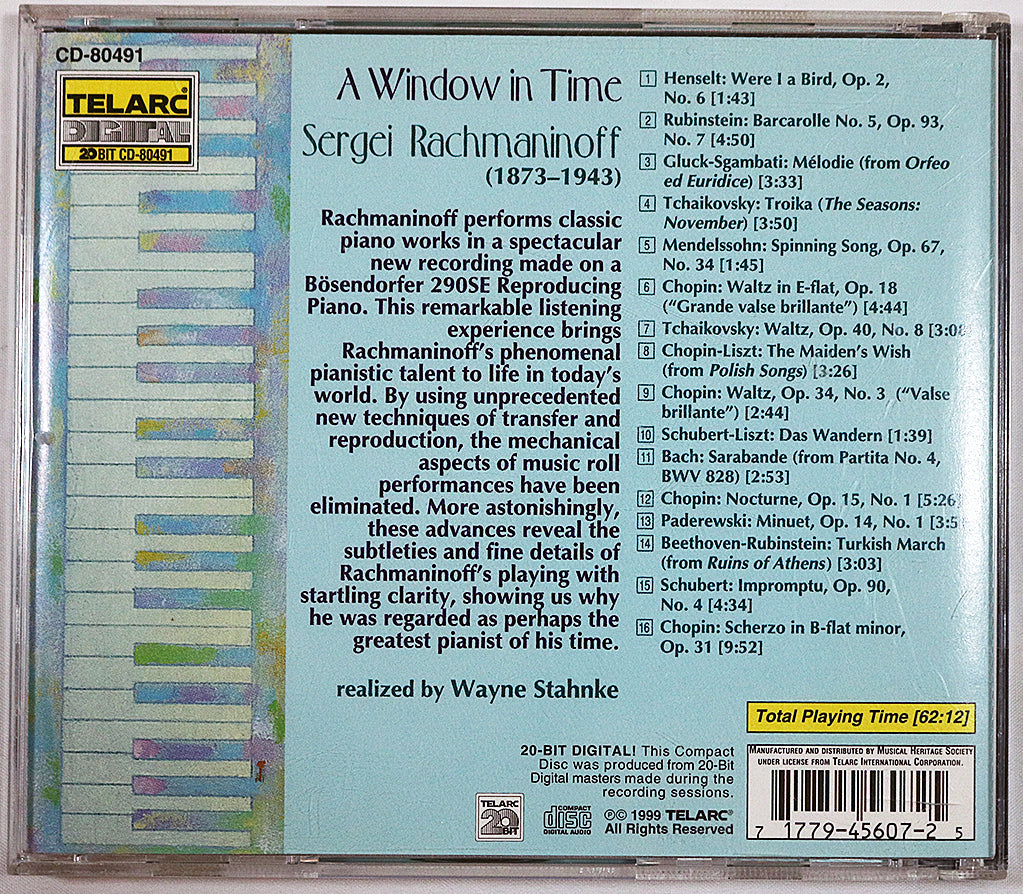 CD-80491
TELARC
DIGITAL
20 BIT CD-80491
A Window in Time
Sergei Rachmaninoff
(1873–1943)
Rachmaninoff performs classic
piano works in a spectacular
new recording made on a
Bösendorfer 290SE Reproducing
Piano. This remarkable listening
experience brings
Rachmaninoff's phenomenal
pianistic talent to life in today's
world. By using unprecedented
new techniques of transfer and
reproduction, the mechanical
aspects of music roll
performances have been
eliminated. More astonishingly,
these advances reveal the
subtleties and fine details of
Rachmaninoff's playing with
startling clarity, showing us why
he was regarded as perhaps the
greatest pianist of his time.
realized by Wayne Stahnke
1 Henselt: Were I a Bird, Op. 2,
No. 6 [1:43]
2 Rubinstein: Barcarolle No. 5, Op. 93,
No. 7 [4:50]
3 Gluck-Sgambati: Mélodie (from Orfeo
ed Euridice) [3:33]
4 Tchaikovsky: Troika (The Seasons:
November) [3:50]
5 Mendelssohn: Spinning Song, Op. 67,
No. 34 [1:45]
6 Chopin: Waltz in E-flat, Op. 18
("Grande valse brillante") [4:44]
7 Tchaikovsky: Waltz, Op. 40, No. 8 [3:08
8 Chopin-Liszt: The Maiden's Wish
(from Polish Songs) [3:26]
9 Chopin: Waltz, Op. 34, No. 3 ("Valse
brillante") [2:44]
10 Schubert-Liszt: Das Wandern [1:39]
11 Bach: Sarabande (from Partita No. 4,
BWV 828) [2:53]
12 Chopin: Nocturne, Op. 15, No. 1 [5:26]
13 Paderewski: Minuet, Op. 14, No. 1 [3:5
14 Beethoven-Rubinstein: Turkish March
(from Ruins of Athens) [3:03]
15 Schubert: Impromptu, Op. 90,
No. 4 [4:34]
16 Chopin: Scherzo in B-flat minor,
Op. 31 [9:52]
Total Playing Time [62:12]
20-BIT DIGITAL! This Compact
Disc was produced from 20-Bit
Digital masters made during the
recording sessions.
TELARC
20
BIT
COMPACT
disc
DIGITAL AUDIO
℗© 1999 TELARC®
All Rights Reserved
Manufactured and distributed by Musical Heritage Society
under license from Telarc International Corporation.
7 17794-45607-2 5